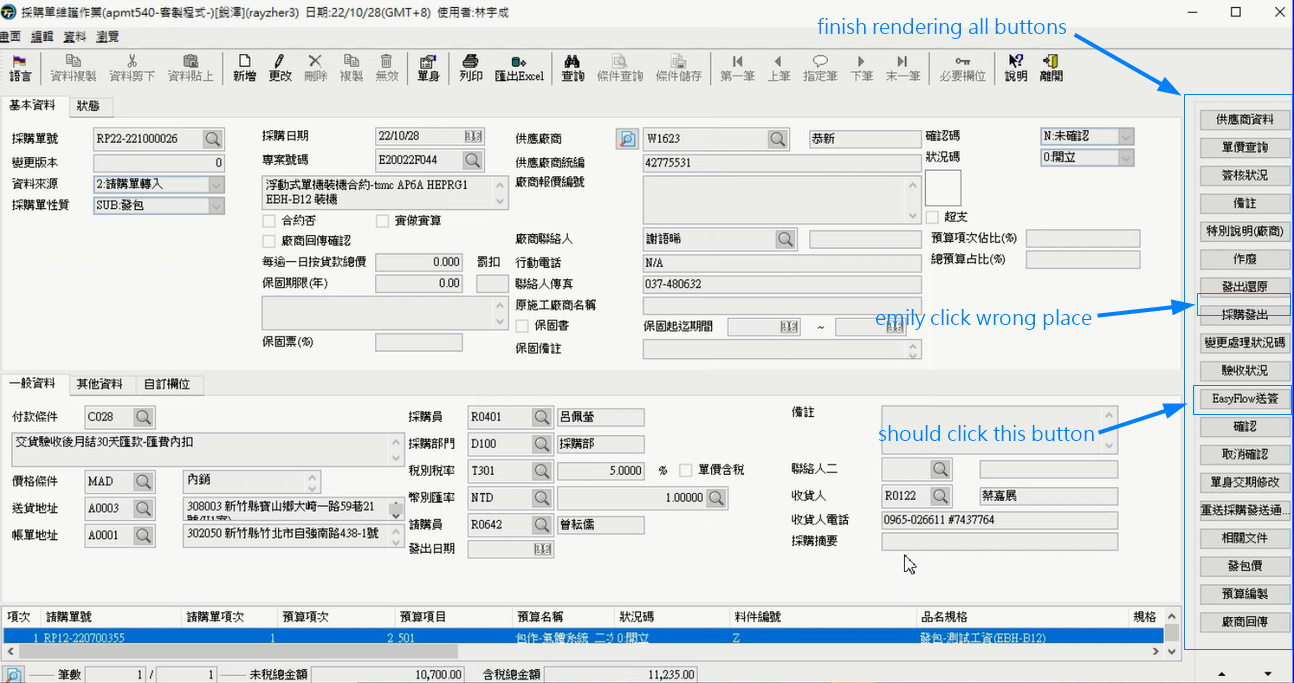 採購單維護作業(apmt540-客製程式-)[銳澤](rayzher3) 日期:22/10/28(GMT+8) 使用者:林宇成
finish rendering all buttons
畫面 編輯 資料 瀏覽
語言 資料複製 資料剪下 資料貼上 新增 更改 刪除 複製 無效 單身 列印 匯出Excel 查詢 條件查詢 條件儲存 第一筆 上筆 指定筆 下筆 末一筆 必要欄位 說明 離開
基本資料 狀態
採購單號 RP22-221000026 採購日期 22/10/28 供應廠商 W1623 恭新 確認碼 N:未確認
變更版本 0 專案號碼 E20022F044 供應廠商統編 42775531 狀況碼 0:開立
資料來源 2:請購單轉入 浮動式單機裝機合約-tsmc AP6A HEPRG1 廠商報價編號
EBH-B12 裝機
採購單性質 SUB:發包
合約否 實做實算 超支
廠商回傳確認 廠商聯絡人 謝語晞 預算項次佔比(%)
每逾一日按貨款總價 0.000 罰扣 行動電話 N/A 總預算占比(%)
保固期限(年) 0.00 聯絡人傳真 037-480632
原施工廠商名稱
保固書 保固起迄期間 ~
emily click wrong place
保固票(%) 保固備註
供應商資料
單價查詢
簽核狀況
備註
特別說明(廠商)
作廢
發出還原
採購發出
變更處理狀況碼
驗收狀況
EasyFlow送簽
確認
取消確認
單身交期修改
重送採購發送通...
相關文件
發包價
預算編製
廠商回傳
一般資料 其他資料 自訂欄位
付款條件 C028 採購員 R0401 呂佩瑩 備註
交貨驗收後月結30天匯款-匯費內扣 採購部門 D100 採購部
should click this button
價格條件 MAD 內銷 稅別稅率 T301 5.0000 % 單價含稅 聯絡人二
送貨地址 A0003 308003 新竹縣寶山鄉大崎一路59巷21 幣別匯率 NTD 1.00000 收貨人 R0122 蔡嘉展
帳單地址 A0001 302050 新竹縣竹北市自強南路438-1號 請購員 R0642 曾耘儒 收貨人電話 0965-026611 #7437764
發出日期 採購摘要
項次 請購單號 請購單項次 預算項次 預算項目 預算名稱 狀況碼 料件編號 品名規格 規格
1 RP12-220700355 1 2 501 包作-氣體系統 二次 0:開立 Z 發包-測試工資(EBH-B12)
筆數 1 / 1 未稅總金額 10,700.00 含稅總金額 11,235.00